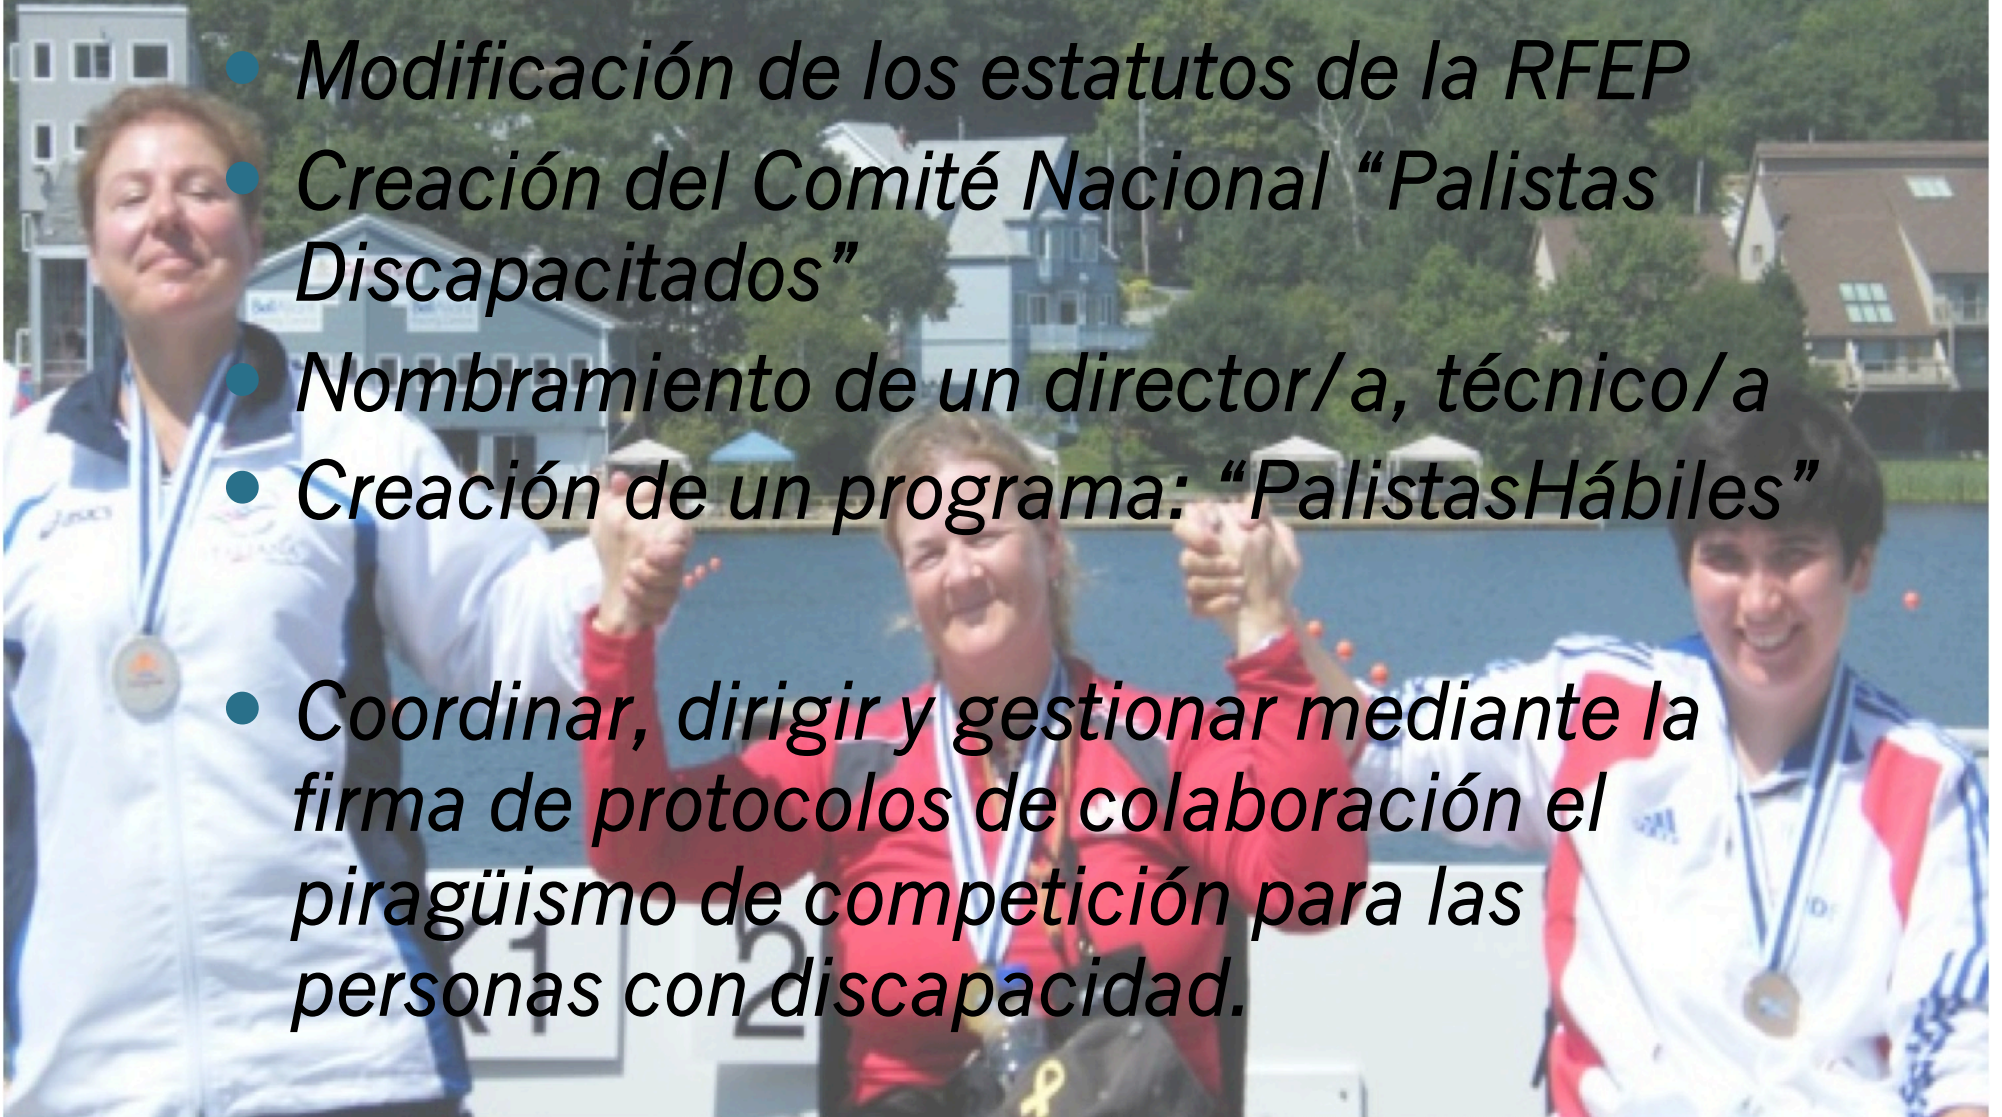 • Modificación de los estatutos de la RFEP
• Creación del Comité Nacional “Palistas
Discapacitados”
• Nombramiento de un director/a, técnico/a
• Creación de un programa: “PalistasHábiles”
• Coordinar, dirigir y gestionar mediante la
firma de protocolos de colaboración el
piragüismo de competición para las
personas con discapacidad.
K1
2